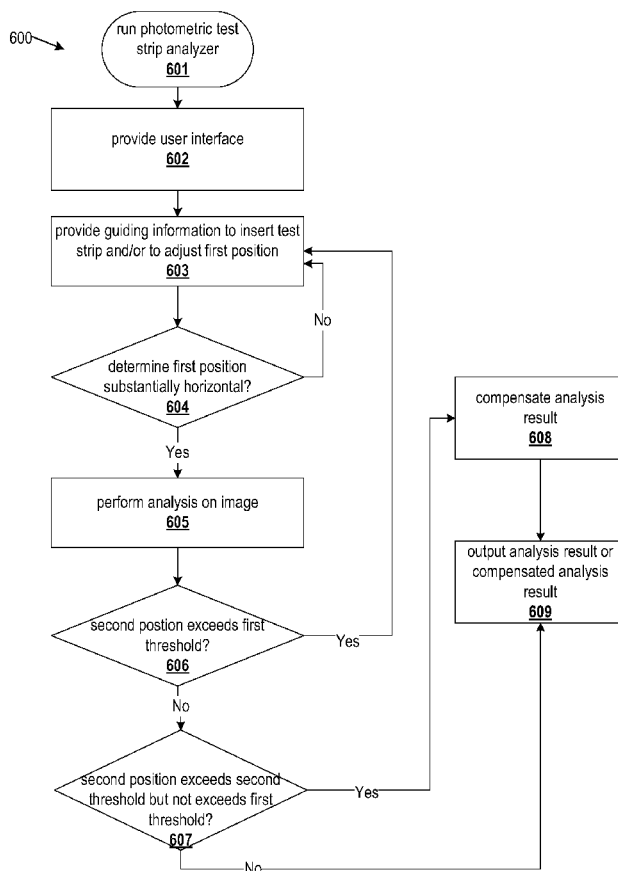 600
run photometric test
strip analyzer
601
provide user interface
602
provide guiding information to insert test
strip and/or to adjust first position
603
No
determine first position
substantially horizontal?
604
Yes
perform analysis on image
605
second postion exceeds first
threshold?
606
Yes
No
second position exceeds second
threshold but not exceeds first
threshold?
607
Yes
No
compensate analysis
result
608
output analysis result or
compensated analysis
result
609